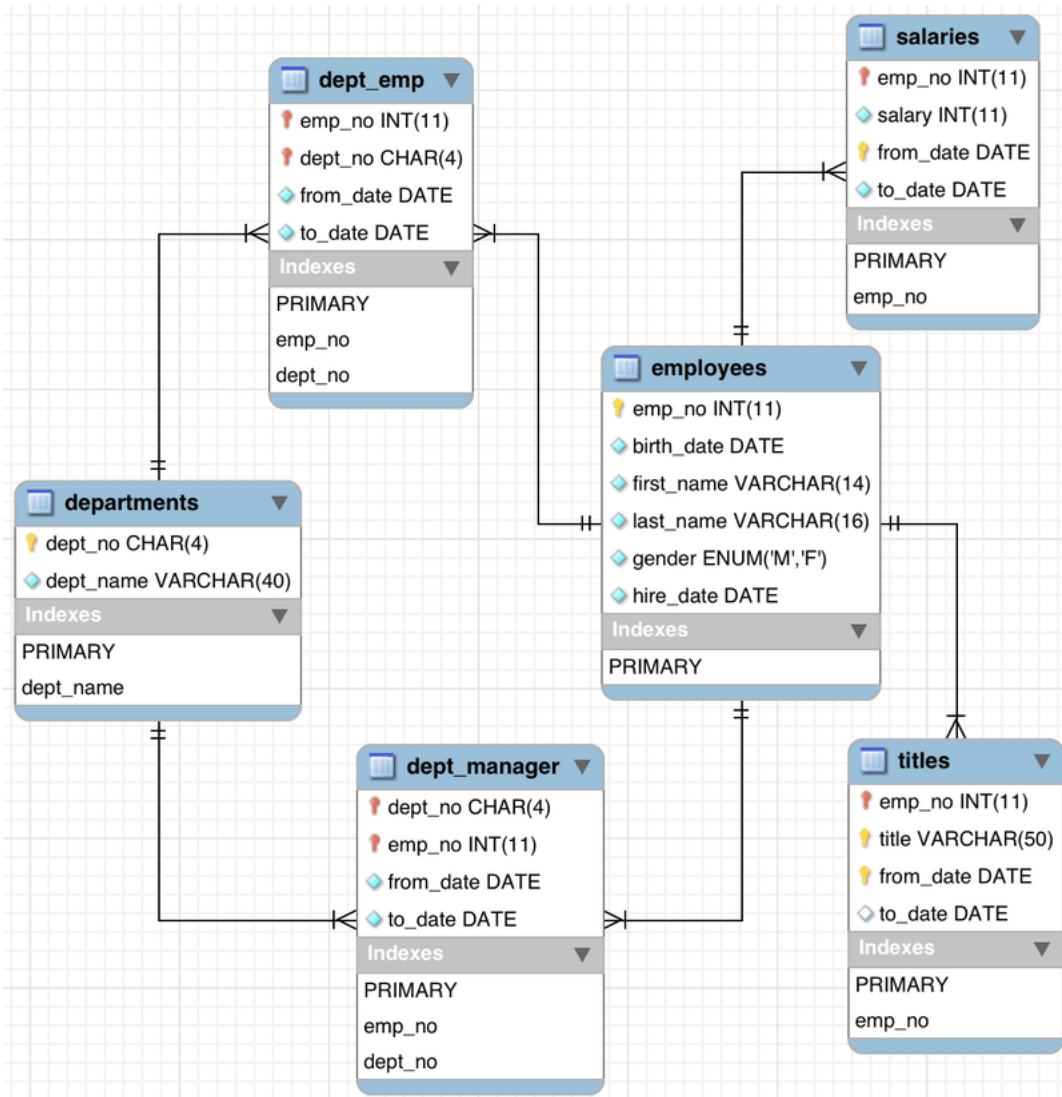 salaries
emp_no INT(11)
salary INT(11)
from_date DATE
to_date DATE
Indexes
PRIMARY
emp_no
dept_emp
emp_no INT(11)
dept_no CHAR(4)
from_date DATE
to_date DATE
Indexes
PRIMARY
emp_no
dept_no
employees
emp_no INT(11)
birth_date DATE
first_name VARCHAR(14)
last_name VARCHAR(16)
gender ENUM('M','F')
hire_date DATE
Indexes
PRIMARY
departments
dept_no CHAR(4)
dept_name VARCHAR(40)
Indexes
PRIMARY
dept_name
dept_manager
dept_no CHAR(4)
emp_no INT(11)
from_date DATE
to_date DATE
Indexes
PRIMARY
emp_no
dept_no
titles
emp_no INT(11)
title VARCHAR(50)
from_date DATE
to_date DATE
Indexes
PRIMARY
emp_no